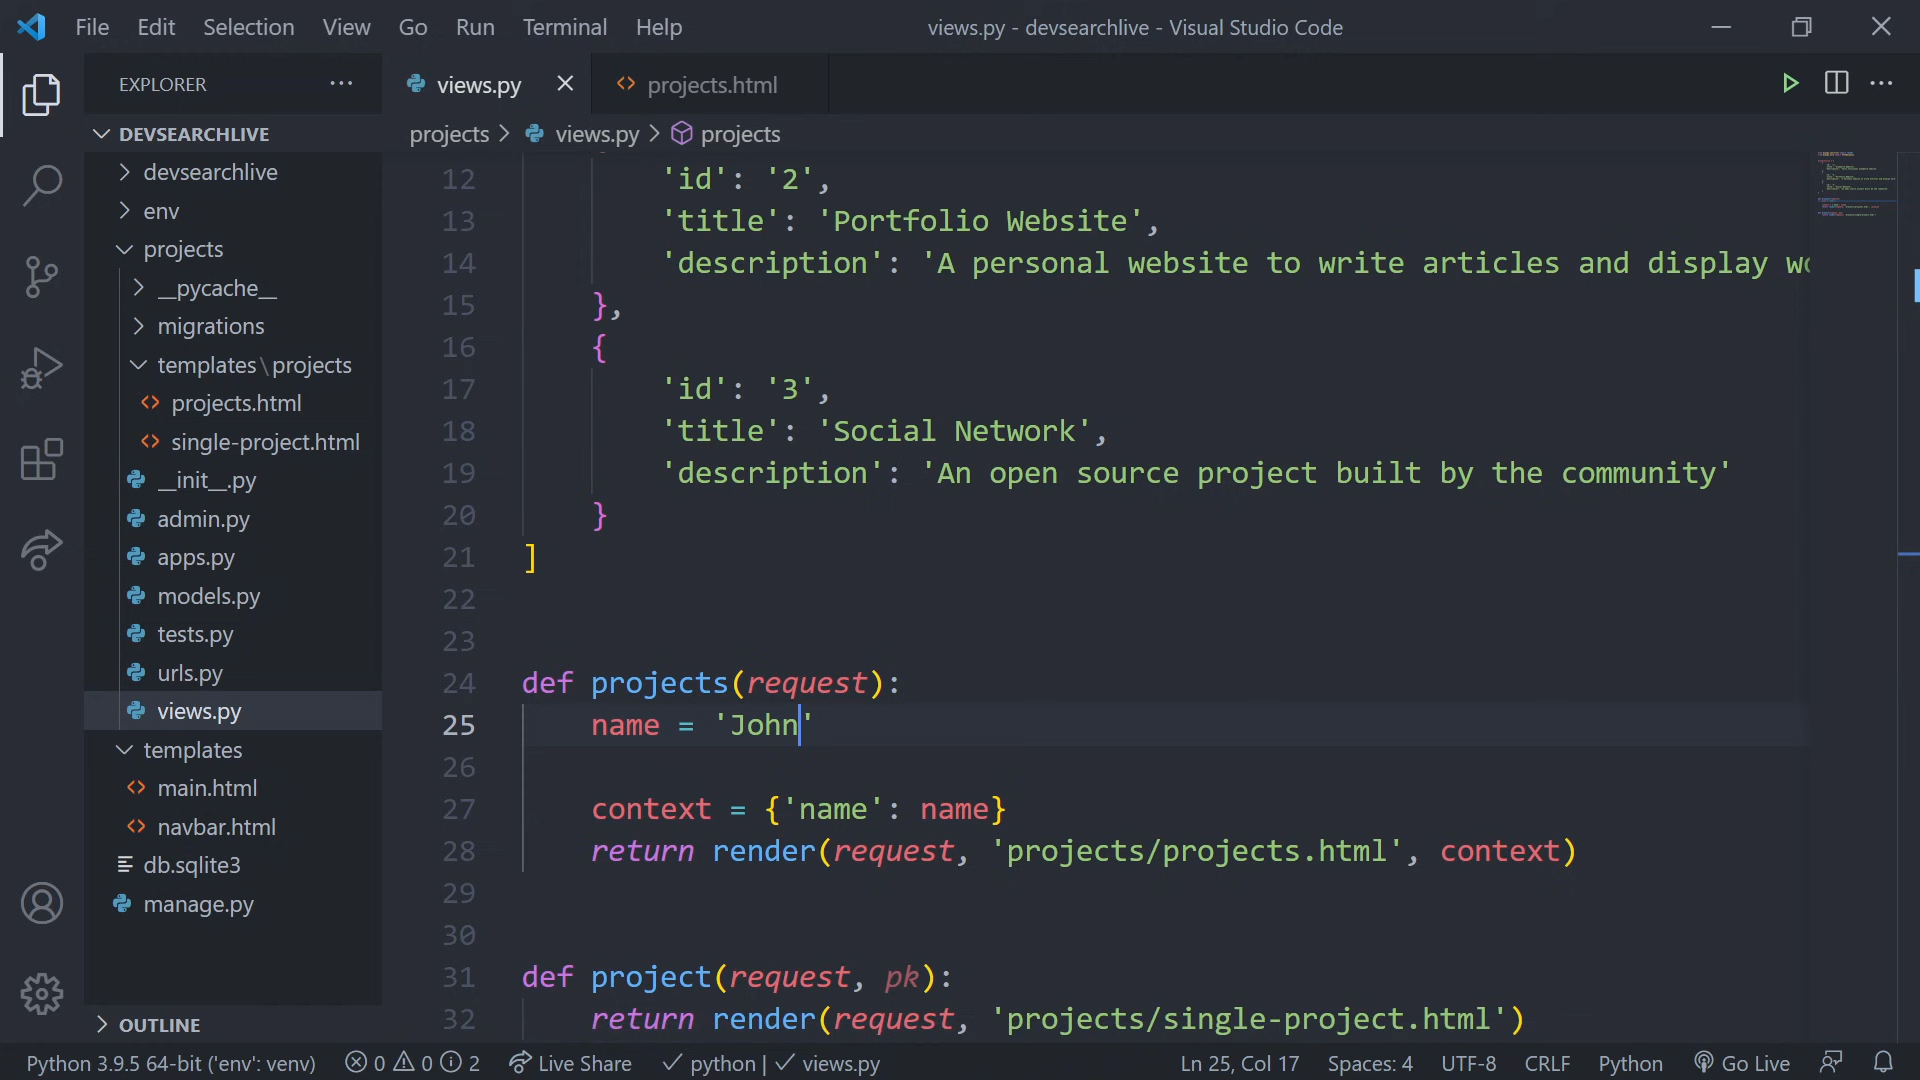 File Edit Selection View Go Run Terminal Help
views.py - devsearchlive - Visual Studio Code
EXPLORER
views.py
projects.html
DEVSEARCHLIVE
projects > views.py > projects
devsearchlive
env
projects
__pycache__
migrations
templates\projects
projects.html
single-project.html
__init__.py
admin.py
apps.py
models.py
tests.py
urls.py
views.py
templates
main.html
navbar.html
db.sqlite3
manage.py
OUTLINE
12 'id': '2',
13 'title': 'Portfolio Website',
14 'description': 'A personal website to write articles and display
15 },
16 {
17 'id': '3',
18 'title': 'Social Network',
19 'description': 'An open source project built by the community'
20 }
21 ]
22
23
24 def projects(request):
25 name = 'John'
26
27 context = {'name': name}
28 return render(request, 'projects/projects.html', context)
29
30
31 def project(request, pk):
32 return render(request, 'projects/single-project.html')
Python 3.9.5 64-bit ('env': venv) 0 0 2 Live Share python | views.py Ln 25, Col 17 Spaces: 4 UTF-8 CRLF Python Go Live